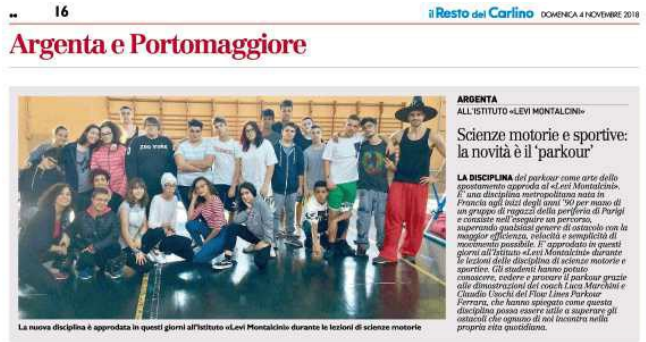 16
il Resto del Carlino DOMENICA 4 NOVEMBRE 2018
Argenta e Portomaggiore
La nuova disciplina è approdata in questi giorni all'istituto «Levi Montalcini» durante le lezioni di scienze motorie
ARGENTA
ALL'ISTITUTO «LEVI MONTALCINI»
Scienze motorie e sportive:
la novità è il 'parkour'
LA DISCIPLINA del parkour come arte dello
spostamento approda al «Levi Montalcini».
E' una disciplina metropolitana nata in
Francia agli inizi degli anni '90 per mano di
un gruppo di ragazzi della periferia di Parigi
e consiste nell'eseguire un percorso,
superando qualsiasi genere di ostacolo con la
maggior efficienza, velocità e semplicità di
movimento possibile. E' approdato in questi
giorni all'Istituto «Levi Montalcini» durante
le lezioni delle disciplina di scienze motorie e
sportive. Gli studenti hanno potuto
conoscere, vedere e provare il parkour grazie
alle dimostrazioni dei coach Luca Marchini e
Claudio Usochi del Flow Lines Parkour
Ferrara, che hanno spiegato come questa
disciplina possa essere utile a superare gli
ostacoli che ognuno di noi incontra nella
propria vita quotidiana.